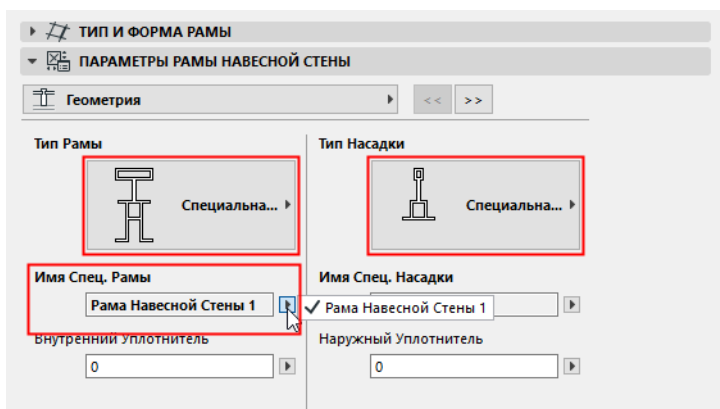 ТИП И ФОРМА РАМЫ
ПАРАМЕТРЫ РАМЫ НАВЕСНОЙ СТЕНЫ
Геометрия
<< >>
Тип Рамы
Тип Насадки
Специальна...
Специальна...
Имя Спец. Рамы
Имя Спец. Насадки
Рама Навесной Стены 1
Рама Навесной Стены 1
Внутренний Уплотнитель
Наружный Уплотнитель
0
0